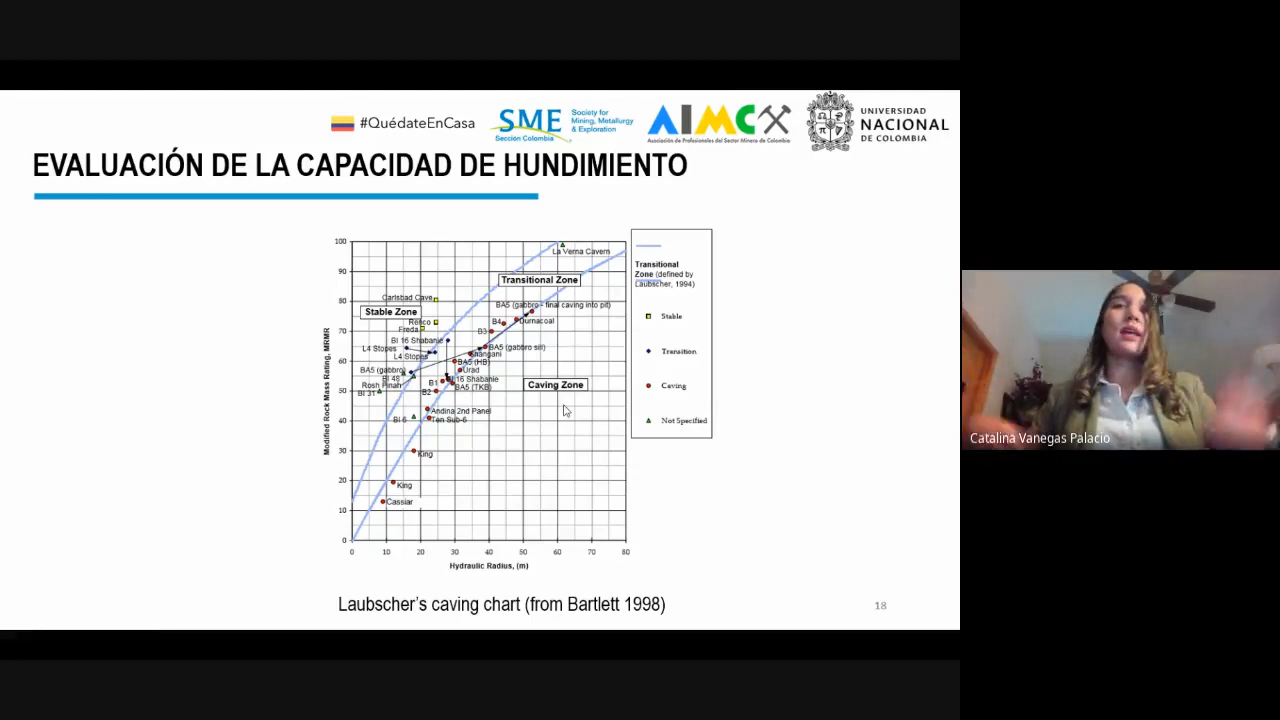 #QuédateEnCasa
SME
Sección Colombia
Society for
Mining, Metallurgy
& Exploration
AIMC
Asociación de Profesionales del Sector Minero de Colombia
UNIVERSIDAD
NACIONAL
DE COLOMBIA
EVALUACIÓN DE LA CAPACIDAD DE HUNDIMIENTO
Modified Rock Mass Rating, MRMR
100
90
80
70
60
50
40
30
20
10
0
La Verna Cavern
Transitional Zone
Carlsbad Cave
BA5 (gabbro - final caving into pit)
Stable Zone
Renco
B4
Durnacoal
Freda
B3
BI 16 Shabanie
L4 Stopes
BA5 (gabbro sill)
L4 Stopes
Shangani
BA5 (HB)
BA5 (gabbro)
Urad
BI 48
B1
16 Shabanie
Rosh Pinah
BA5 (TKB)
Caving Zone
BI 31
B2
Andina 2nd Panel
BI 6
Ten Sub-6
King
King
Cassiar
0 10 20 30 40 50 60 70 80
Hydraulic Radius, (m)
Transitional
Zone (defined by
Laubscher, 1994)
Stable
Transition
Caving
Not Specified
Laubscher's caving chart (from Bartlett 1998)
18
Catalina Vanegas Palacio